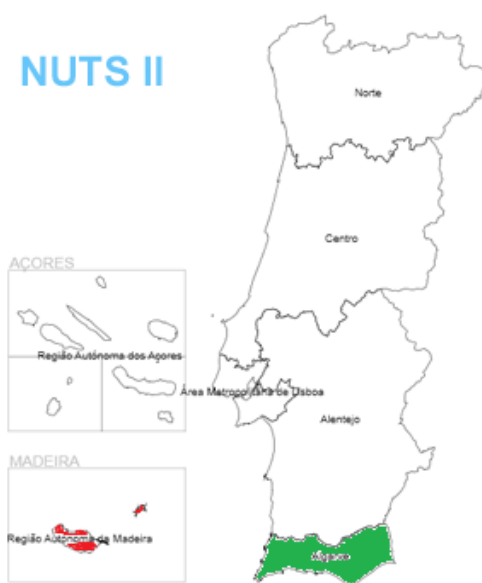 NUTS II
Norte
Centro
AÇORES
Região Autónoma dos Açores
Área Metropolitana de Lisboa
Alentejo
MADEIRA
Região Autónoma da Madeira
Algarve